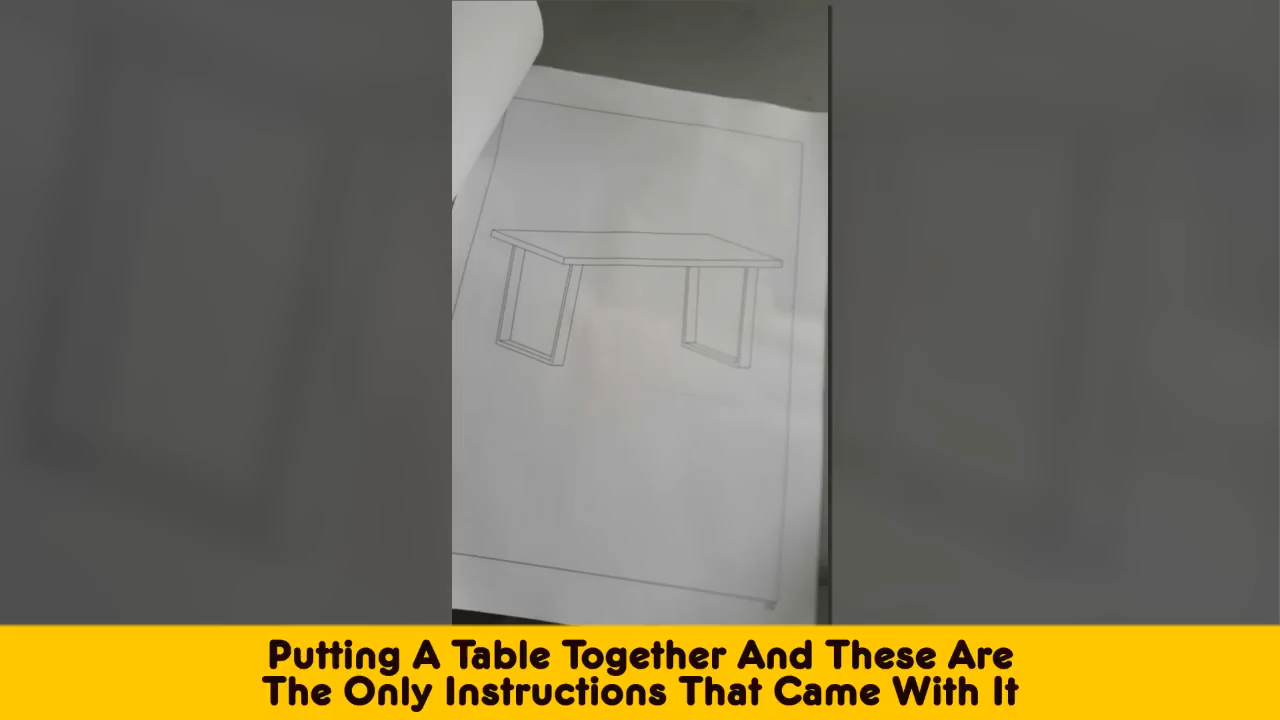 Putting A Table Together And These Are
The Only Instructions That Came With It